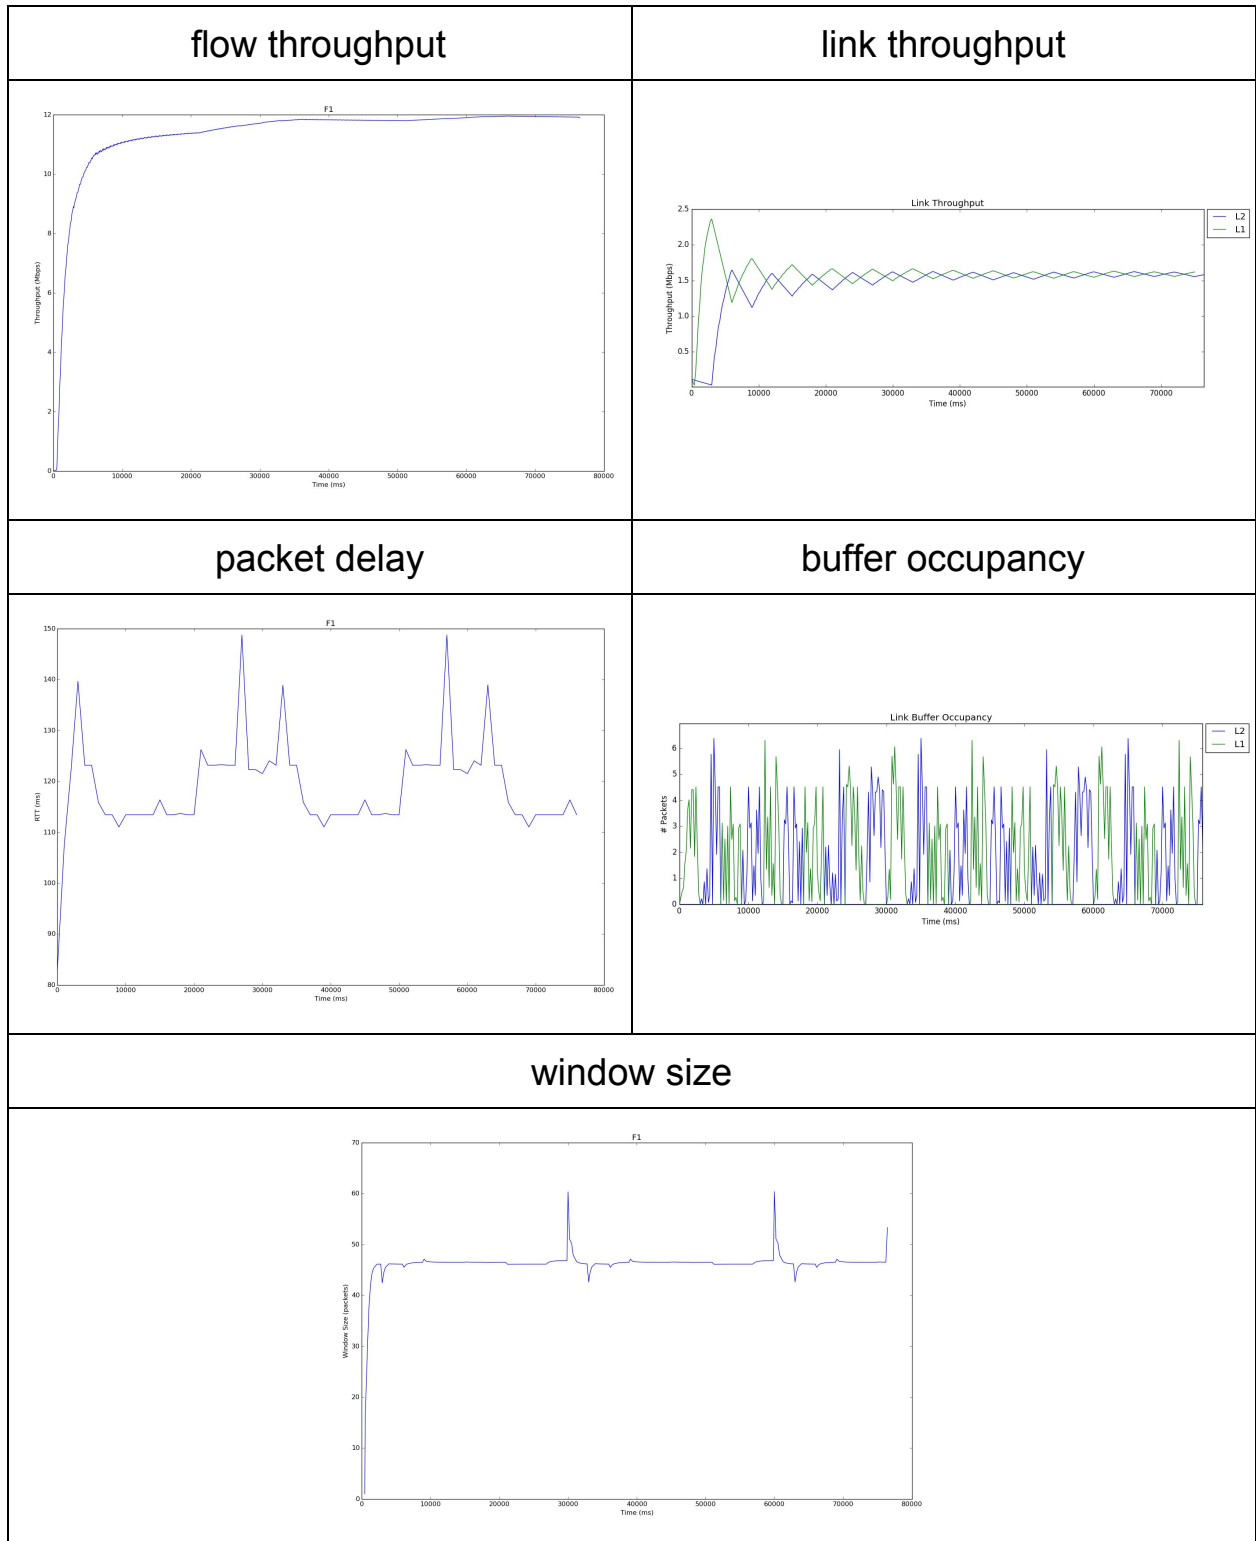 flow throughput
link throughput
F1
12
10
8
6
4
2
0
Throughput (Mbps)
10000 20000 30000 40000 50000 60000 70000 80000
Time (ms)
Link Throughput
L2
L1
2.5
2.0
1.5
1.0
0.5
Throughput (Mbps)
0 10000 20000 30000 40000 50000 60000 70000
Time (ms)
packet delay
buffer occupancy
F1
150
140
130
120
110
100
90
80
RTT (ms)
0 10000 20000 30000 40000 50000 60000 70000 80000
Time (ms)
Link Buffer Occupancy
L2
L1
6
5
4
3
2
1
0
# Packets
0 10000 20000 30000 40000 50000 60000 70000
Time (ms)
window size
F1
70
60
50
40
30
20
10
0
Window Size (packets)
0 10000 20000 30000 40000 50000 60000 70000 80000
Time (ms)